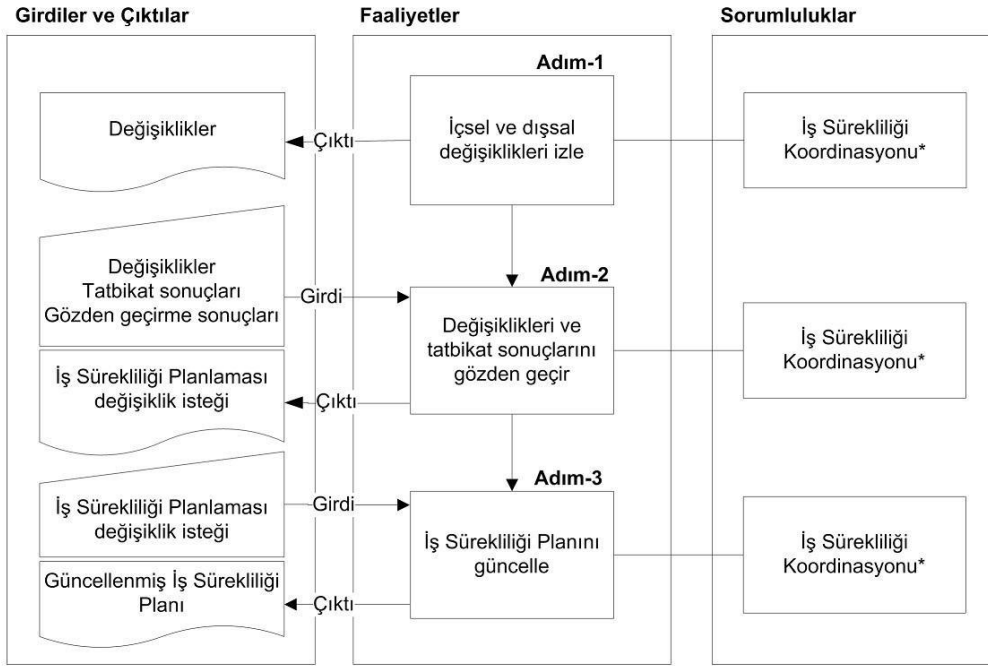 Girdiler ve Çıktılar
Faaliyetler
Sorumluluklar
Adım-1
Değişiklikler
Çıktı
İçsel ve dışsal
değişiklikleri izle
İş Sürekliliği
Koordinasyonu*
Adım-2
Değişiklikler
Tatbikat sonuçları
Gözden geçirme sonuçları
Girdi
Değişiklikleri ve
tatbikat sonuçlarını
gözden geçir
İş Sürekliliği
Koordinasyonu*
İş Sürekliliği Planlaması
değişiklik isteği
Çıktı
Adım-3
İş Sürekliliği Planlaması
değişiklik isteği
Girdi
İş Sürekliliği Planını
güncelle
İş Sürekliliği
Koordinasyonu*
Güncellenmiş İş Sürekliliği
Planı
Çıktı